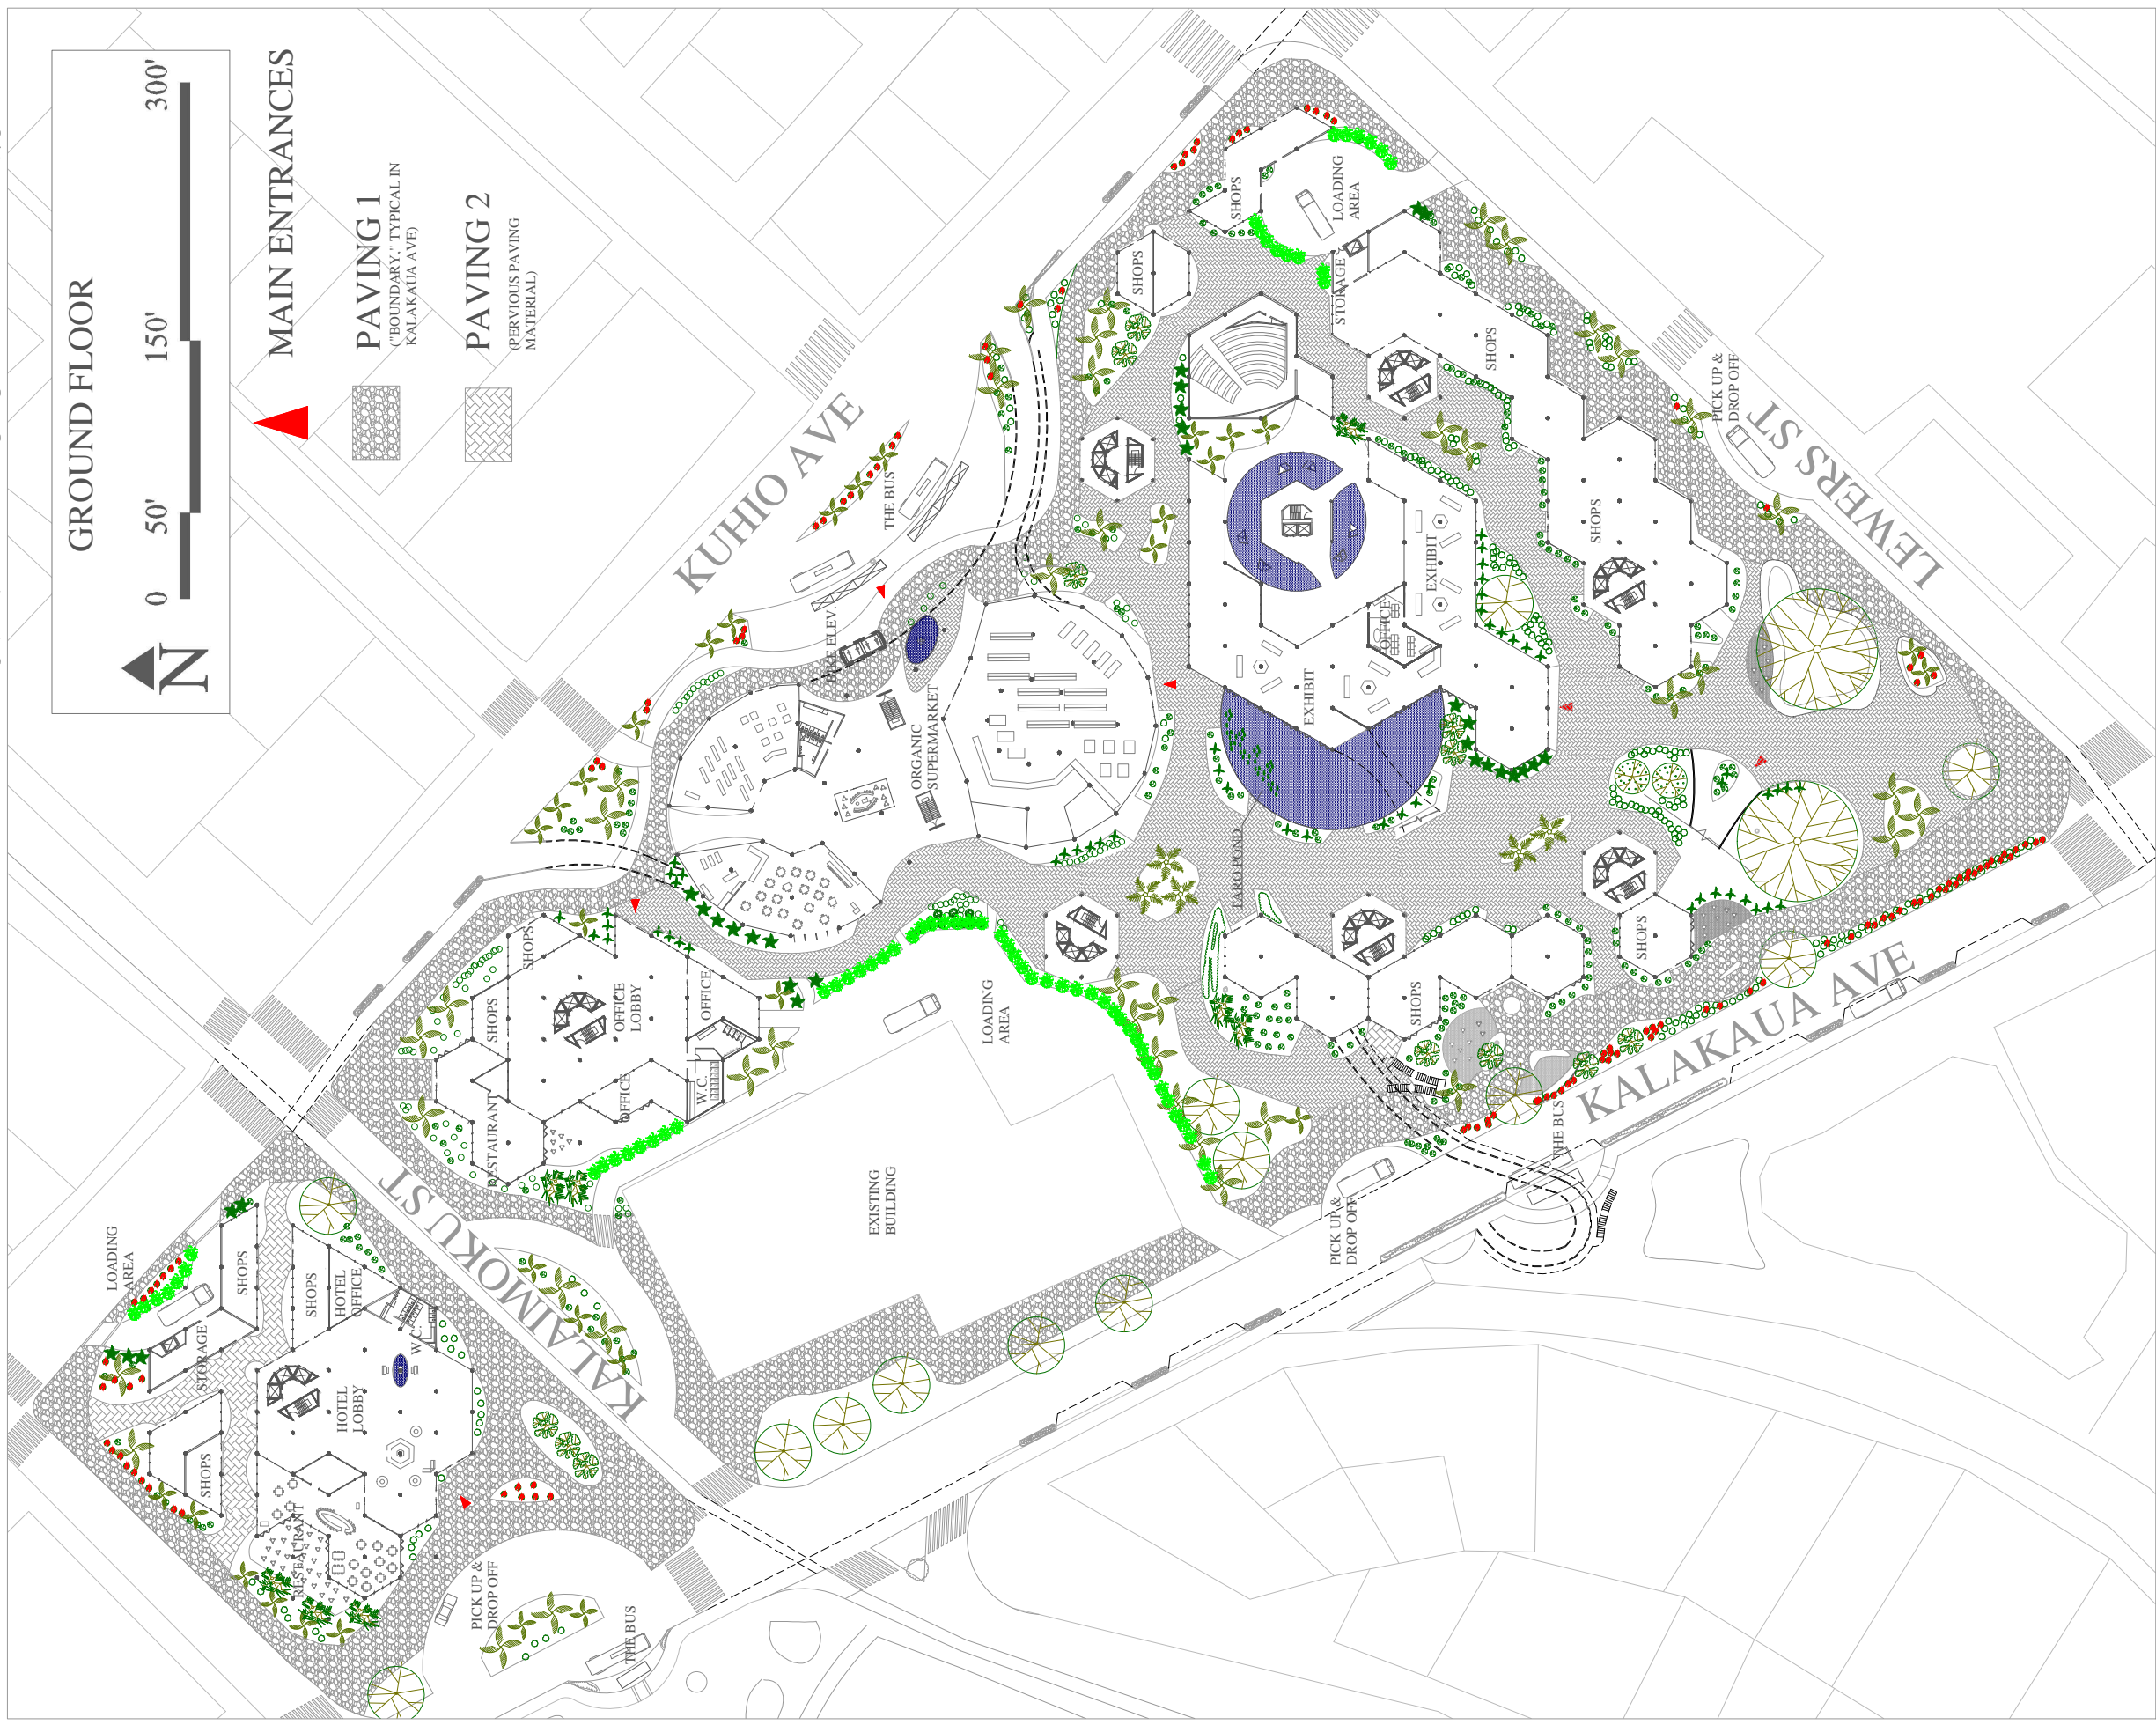 GROUND FLOOR
0 50' 150' 300'
N
MAIN ENTRANCES
PAVING 1
("BOUNDARY," TYPICAL IN
KALAKAUA AVE)
PAVING 2
(PERVIOUS PAVING
MATERIAL)
KUHIO AVE
THE BUS
ORGANIC
SUPERMARKET
SHOPS
SHOPS
LOADING
AREA
STORAGE
SHOPS
SHOPS
PICK UP &
DROP OFF
LEWERS ST
EXHIBIT
OFFICE
EXHIBIT
TARO POND
SHOPS
SHOPS
KALAKAUA AVE
THE BUS
PICK UP &
DROP OFF
LOADING
AREA
EXISTING
BUILDING
SHOPS
SHOPS
OFFICE
LOBBY
OFFICE
W.C.
OFFICE
RESTAURANT
KALAIMOKU ST
LOADING
AREA
SHOPS
STORAGE
SHOPS
HOTEL
OFFICE
W.C.
HOTEL
LOBBY
SHOPS
RESTAURANT
PICK UP &
DROP OFF
THE BUS